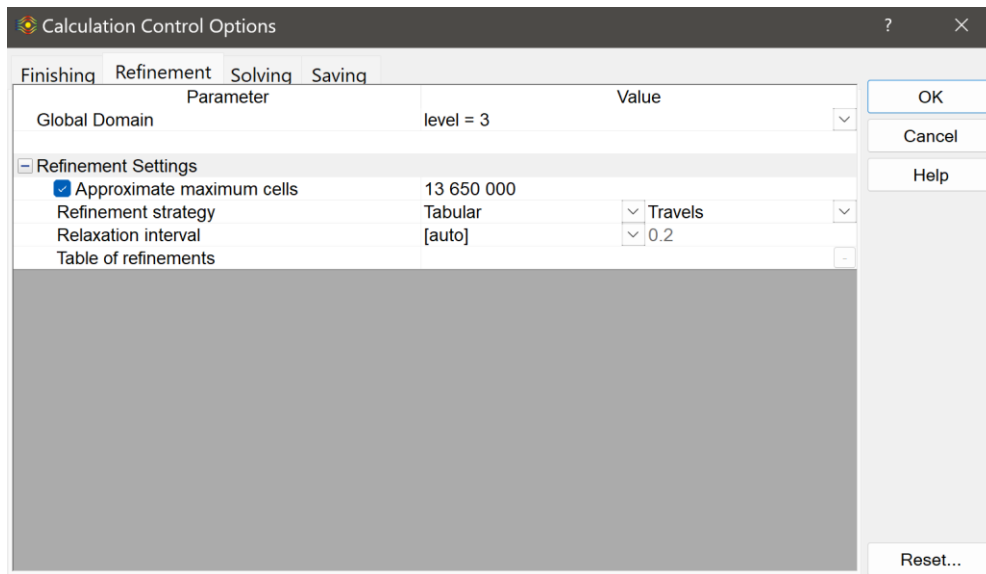 Calculation Control Options ?
Finishing Refinement Solving Saving
Parameter Value
Global Domain level = 3
Refinement Settings
Approximate maximum cells 13 650 000
Refinement strategy Tabular Travels
Relaxation interval [auto] 0.2
Table of refinements
OK
Cancel
Help
Reset...